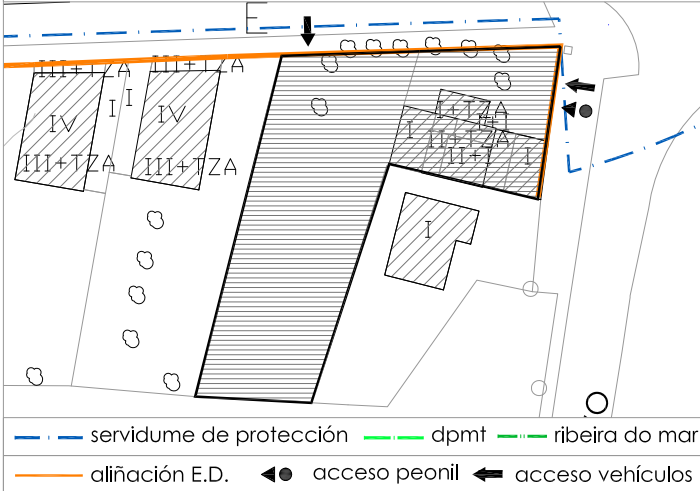 E
III+TZA III+TZA
I I
IV IV
III+TZA III+TZA
I+TZA
I
II+TZA
II+I
I
I
O
servidume de protección dpmt ribeira do mar
aliñación E.D. acceso peonil acceso vehículos